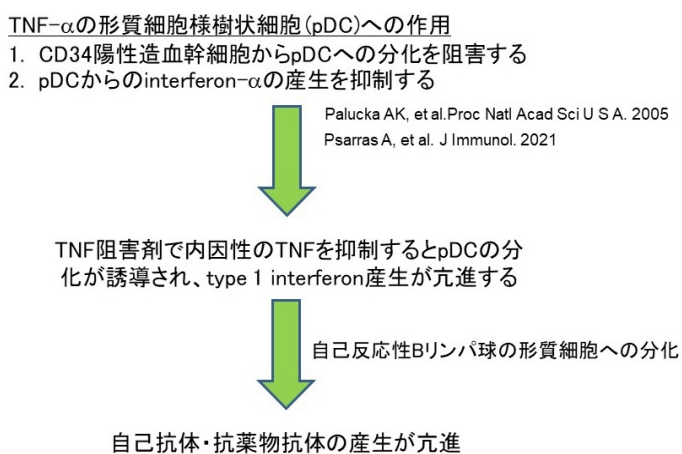 TNF-αの形質細胞様樹状細胞(pDC)への作用
1. CD34陽性造血幹細胞からpDCへの分化を阻害する
2. pDCからのinterferon-αの産生を抑制する
Palucka AK, et al.Proc Natl Acad Sci U S A. 2005
Psarras A, et al. J Immunol. 2021
TNF阻害剤で内因性のTNFを抑制するとpDCの分
化が誘導され、type 1 interferon産生が亢進する
自己反応性Bリンパ球の形質細胞への分化
自己抗体・抗薬物抗体の産生が亢進